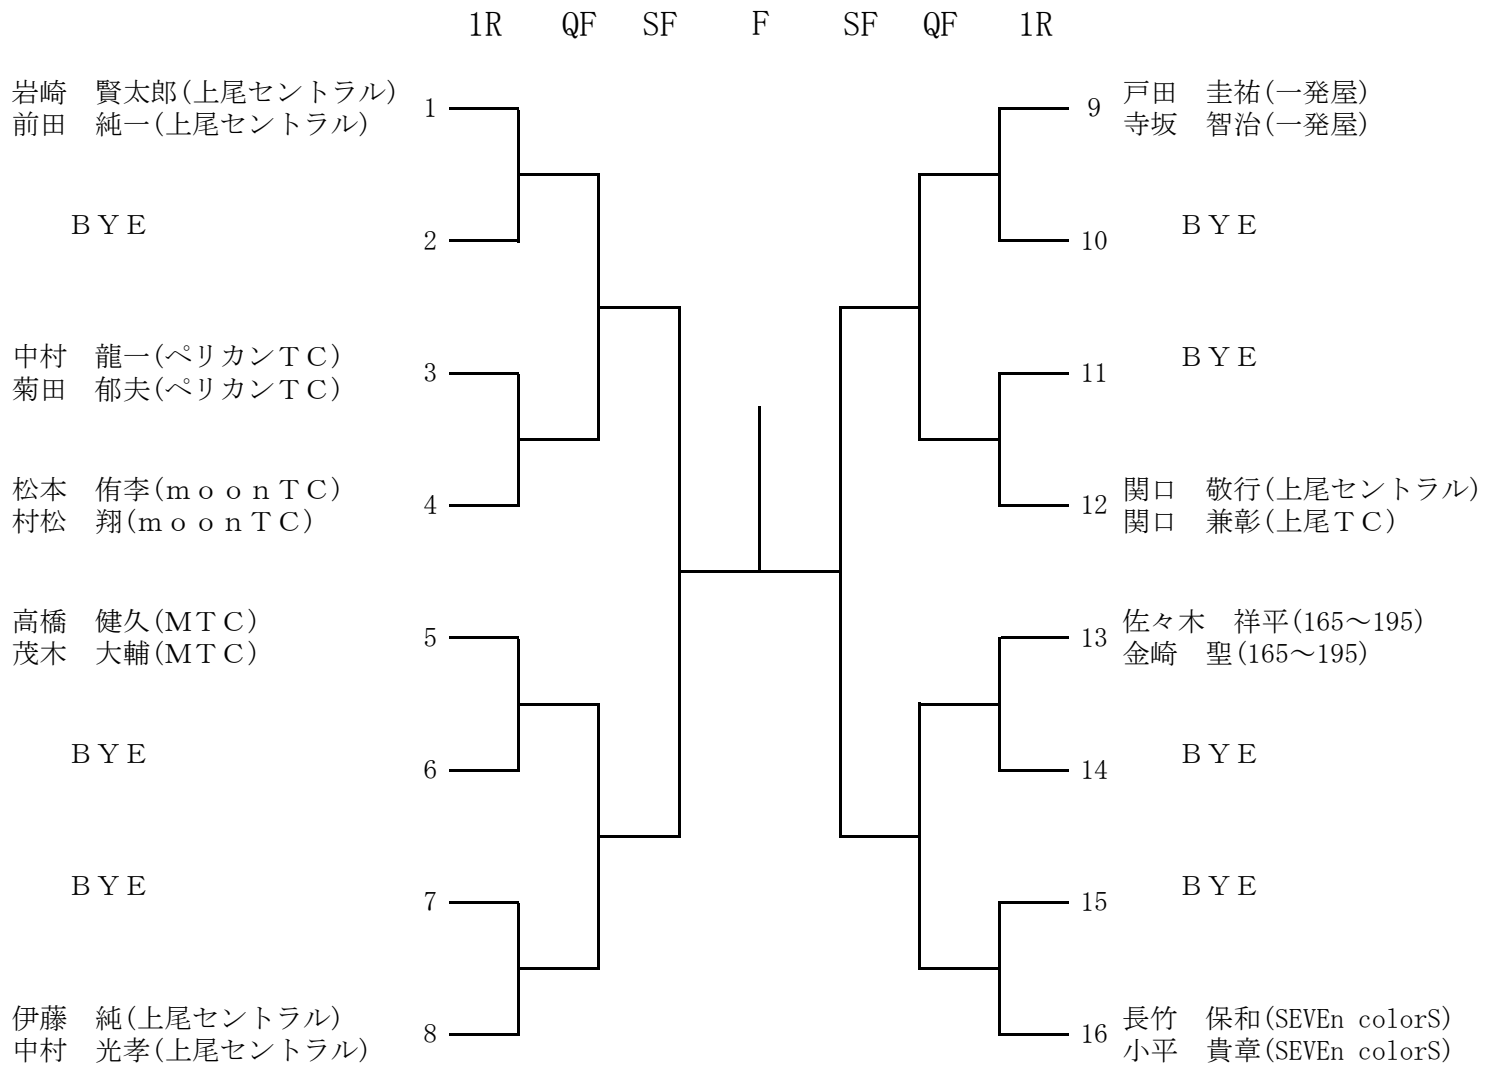 1R QF SF F SF QF 1R
岩崎　賢太郎(上尾セントラル)
前田　純一(上尾セントラル)
1
ＢＹＥ
2
中村　龍一(ペリカンＴＣ)
菊田　郁夫(ペリカンＴＣ)
3
松本　侑李(ｍｏｏｎＴＣ)
村松　翔(ｍｏｏｎＴＣ)
4
高橋　健久(ＭＴＣ)
茂木　大輔(ＭＴＣ)
5
ＢＹＥ
6
ＢＹＥ
7
伊藤　純(上尾セントラル)
中村　光孝(上尾セントラル)
8
9
戸田　圭祐(一発屋)
寺坂　智治(一発屋)
10
ＢＹＥ
11
ＢＹＥ
12
関口　敬行(上尾セントラル)
関口　兼彰(上尾ＴＣ)
13
佐々木　祥平(165～195)
金崎　聖(165～195)
14
ＢＹＥ
15
ＢＹＥ
16
長竹　保和(SEVEn colorS)
小平　貴章(SEVEn colorS)